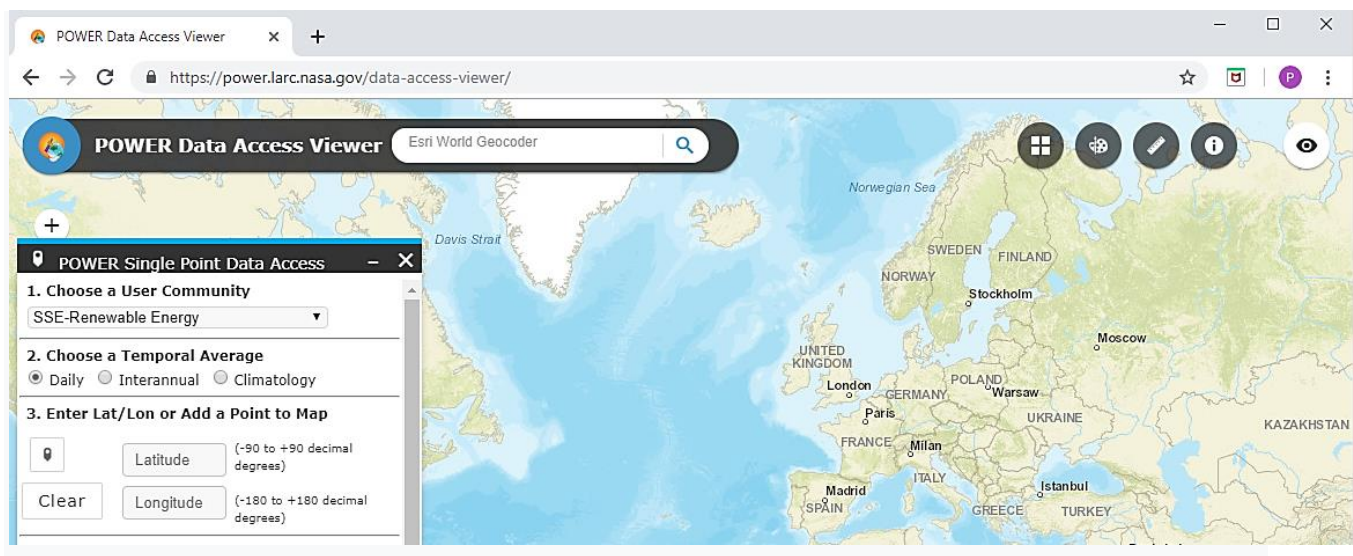 POWER Data Access Viewer
https://power.larc.nasa.gov/data-access-viewer/
P
POWER Data Access Viewer
Esri World Geocoder
Norwegian Sea
Davis Strait
POWER Single Point Data Access
1. Choose a User Community
SSE-Renewable Energy
2. Choose a Temporal Average
Daily Interannual Climatology
3. Enter Lat/Lon or Add a Point to Map
Latitude
(-90 to +90 decimal
degrees)
Clear
Longitude
(-180 to +180 decimal
degrees)
SWEDEN
FINLAND
NORWAY
Stockholm
Moscow
UNITED
KINGDOM
London
GERMANY
POLAND
Warsaw
Paris
UKRAINE
KAZAKHSTAN
FRANCE
Milan
ITALY
Madrid
SPAIN
Istanbul
GREECE
TURKEY